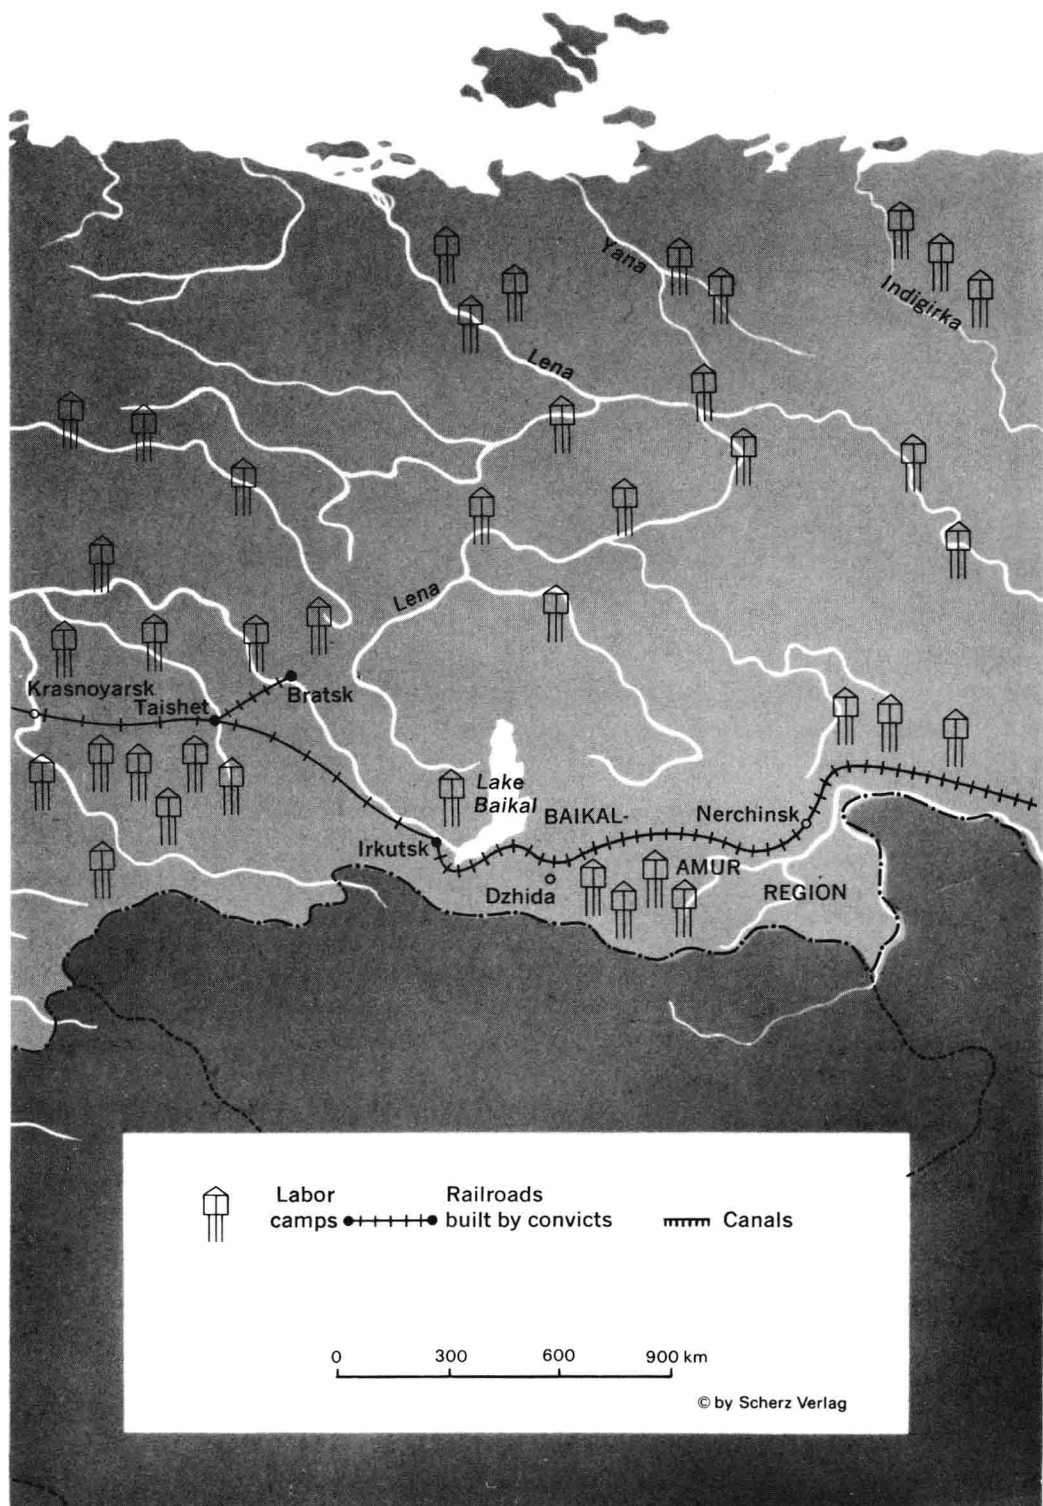 Yana
Indigirka
Lena
Lena
Krasnoyarsk
Taishet
Bratsk
Lake
Baikal
BAIKAL-
Nerchinsk
Irkutsk
AMUR
Dzhida
REGION
Labor
camps
Railroads
built by convicts
Canals
0 300 600 900 km
© by Scherz Verlag